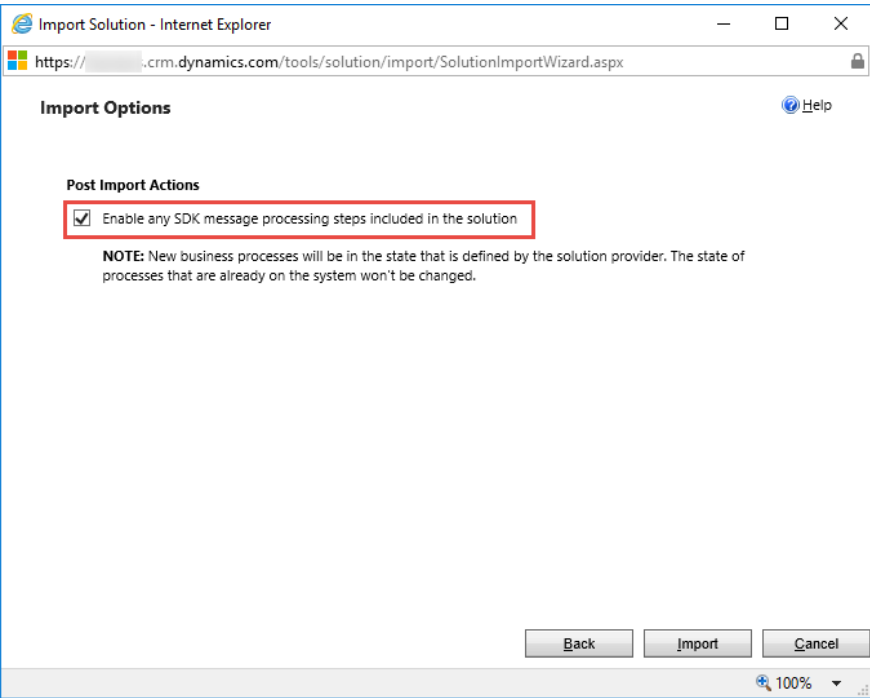 Import Solution - Internet Explorer
https:// .crm.dynamics.com/tools/solution/import/SolutionImportWizard.aspx
Import Options
Help
Post Import Actions
Enable any SDK message processing steps included in the solution
NOTE: New business processes will be in the state that is defined by the solution provider. The state of
processes that are already on the system won't be changed.
Back Import Cancel
100%